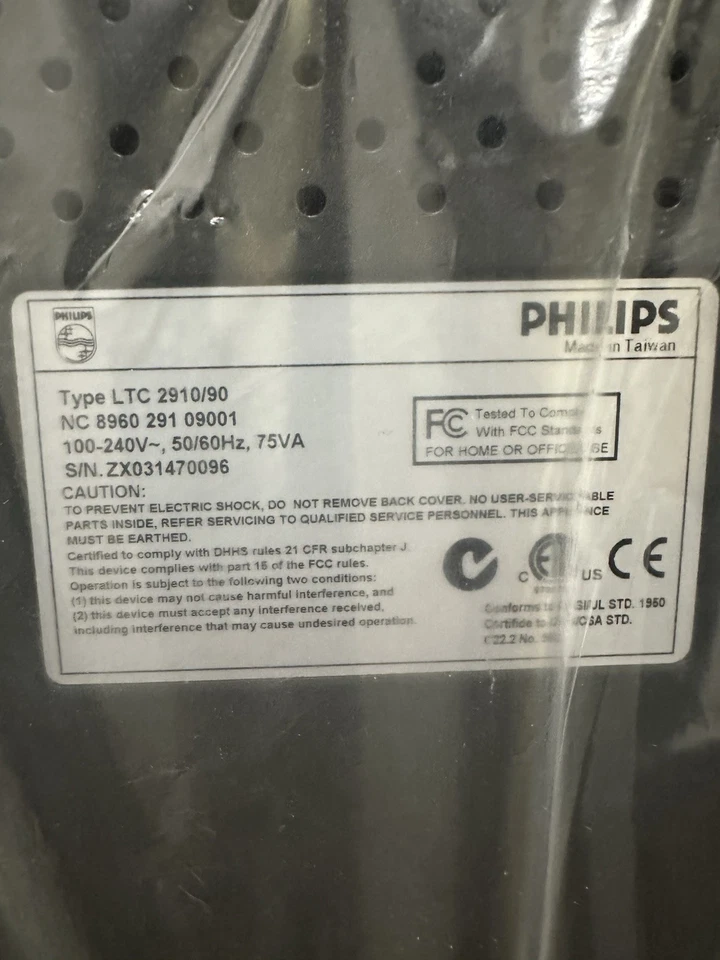 PHILIPS
PHILIPS
Made in Taiwan
Type LTC 2910/90
NC 8960 291 09001
100-240V~, 50/60Hz, 75VA
S/N. ZX031470096
FC Tested To Comply
With FCC Standards
FOR HOME OR OFFICE USE
CAUTION:
TO PREVENT ELECTRIC SHOCK, DO NOT REMOVE BACK COVER. NO USER-SERVICEABLE
PARTS INSIDE, REFER SERVICING TO QUALIFIED SERVICE PERSONNEL. THIS APPLIANCE
MUST BE EARTHED.
Certified to comply with DHHS rules 21 CFR subchapter J.
This device complies with part 15 of the FCC rules.
Operation is subject to the following two conditions:
(1) this device may not cause harmful interference, and
(2) this device must accept any interference received,
including interference that may cause undesired operation.
C US CE
Conforms to UL STD. 1950
Certified to CSA STD.
C22.2 No.